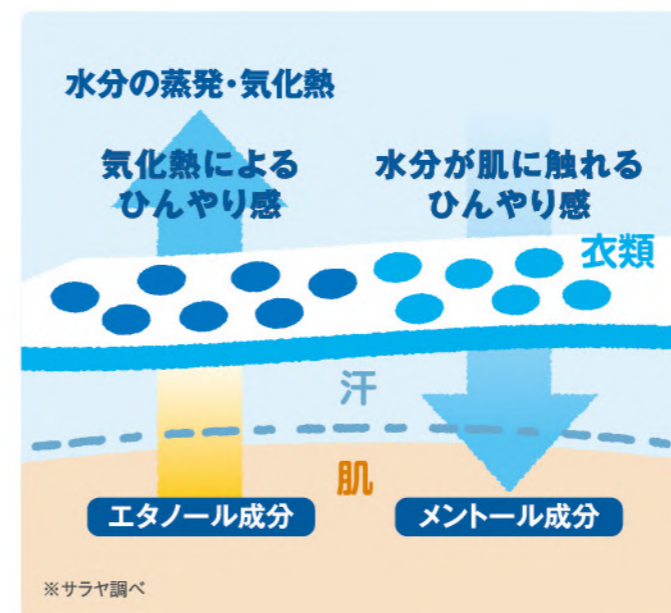 水分の蒸発・気化熱
気化熱による
ひんやり感
水分が肌に触れる
ひんやり感
衣類
汗
肌
エタノール成分
メントール成分
※サラヤ調べ